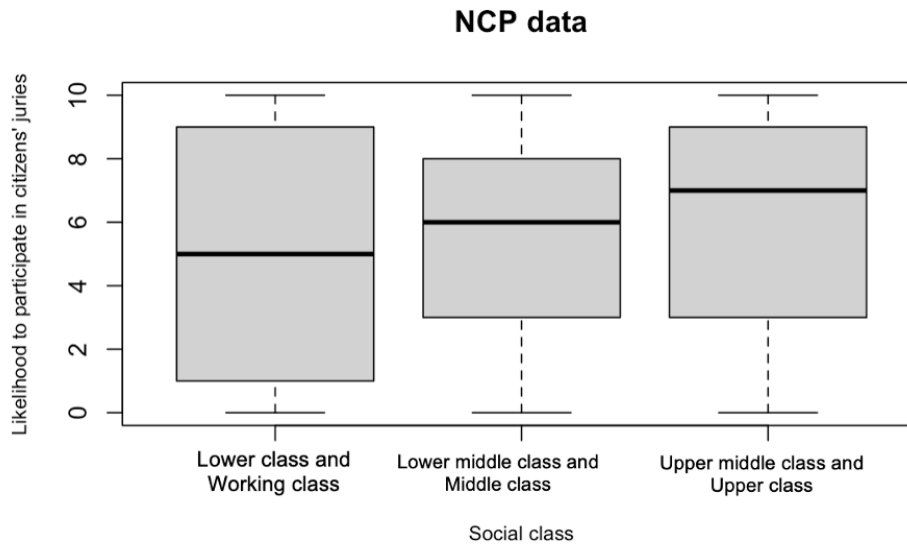 NCP data
Likelihood to participate in citizens' juries
10
8
6
4
2
0
Lower class and
Working class
Lower middle class and
Middle class
Upper middle class and
Upper class
Social class